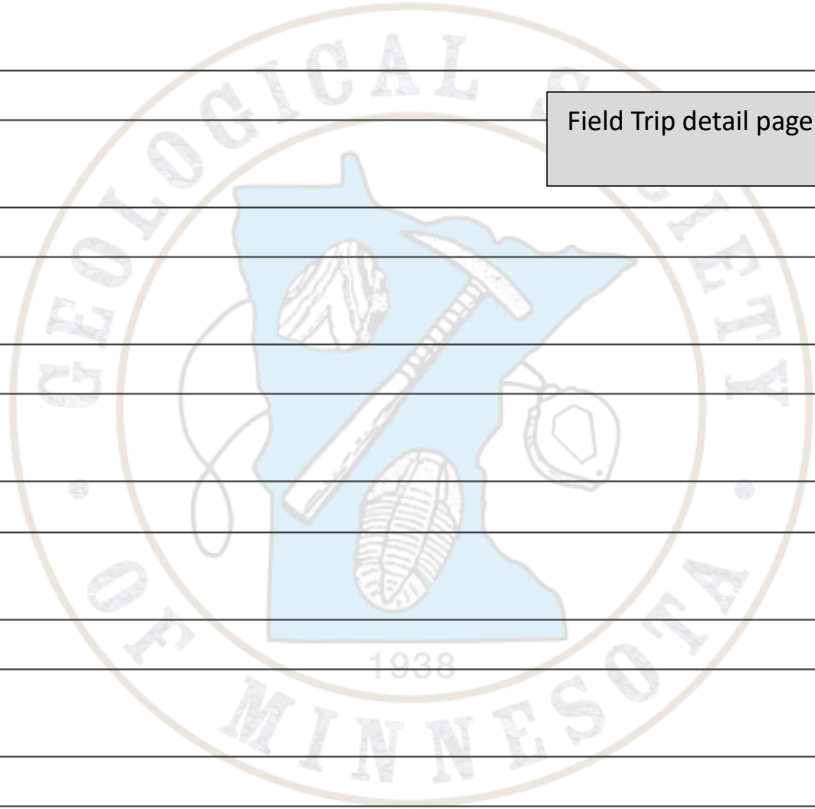 GEOLOGICAL SOCIETY
Field Trip detail page
1938
• OF MINNESOTA •